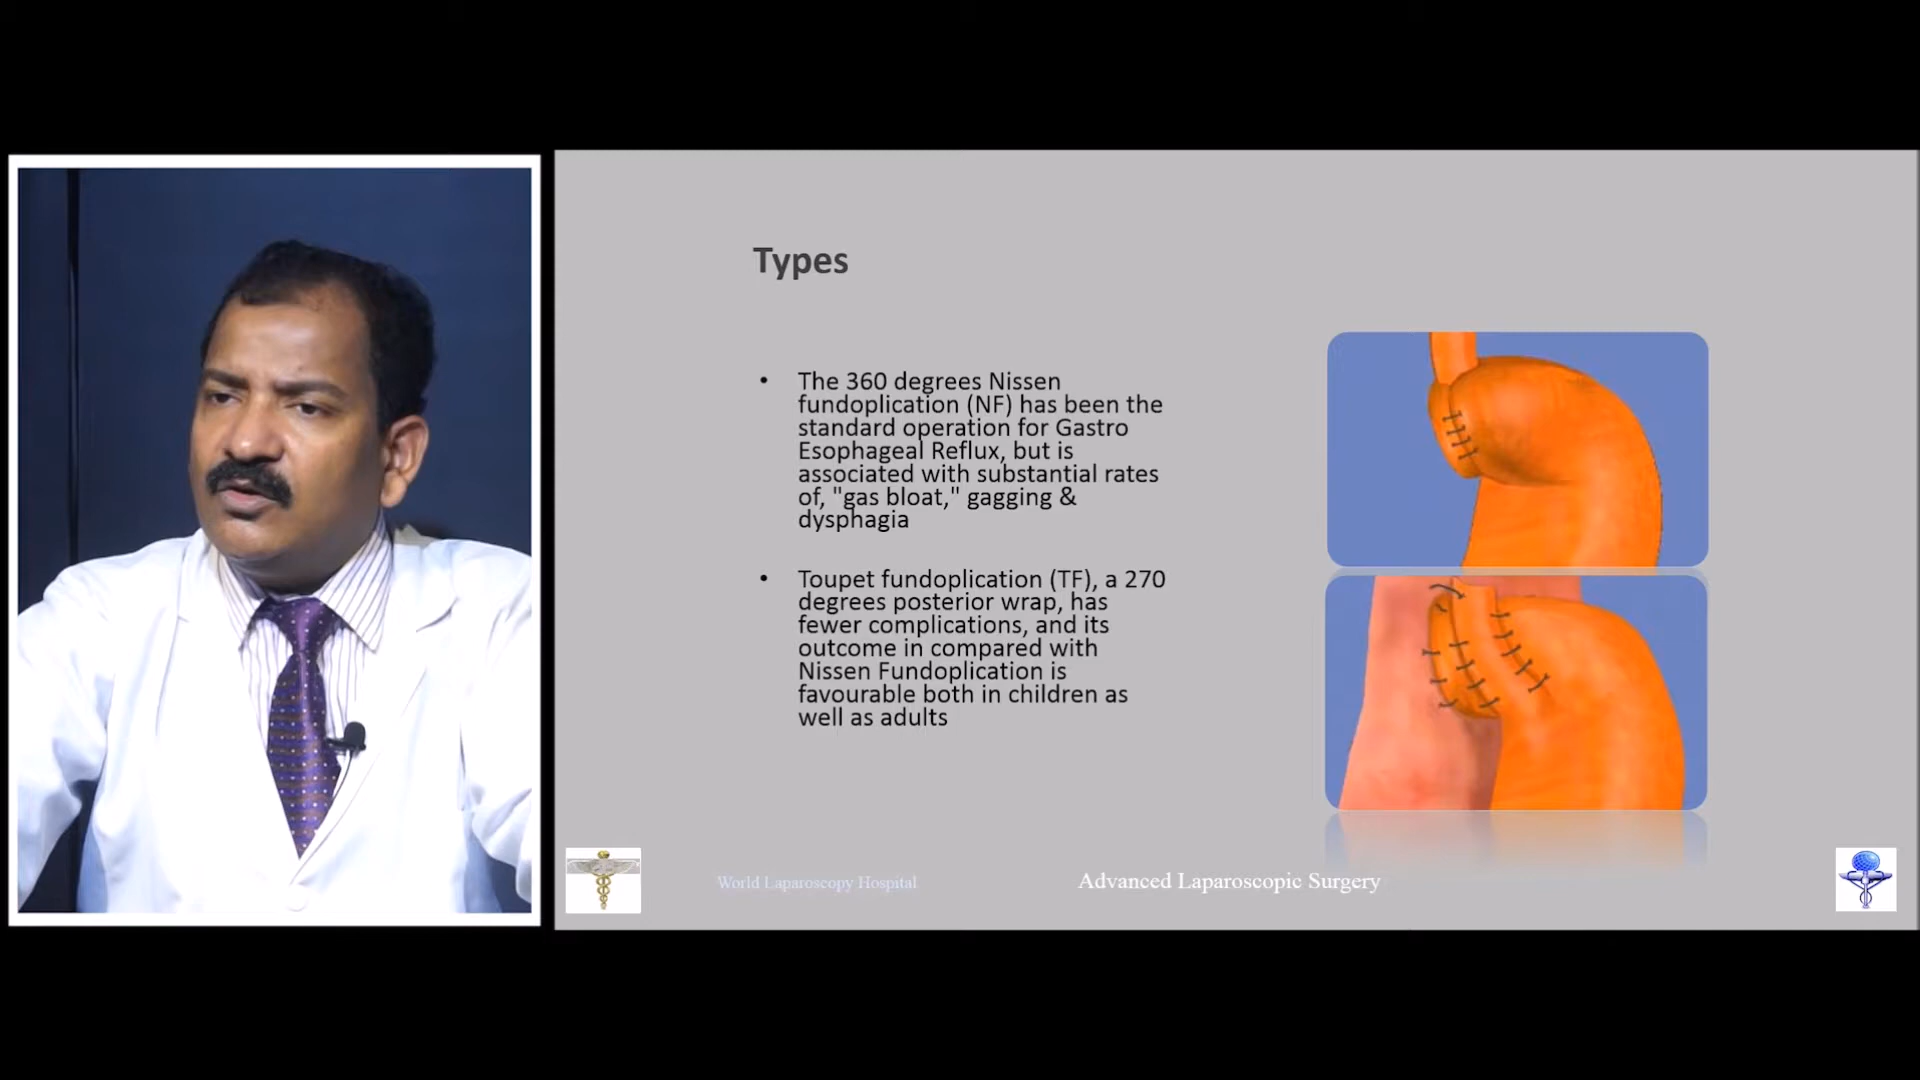 Types
• The 360 degrees Nissen
fundoplication (NF) has been the
standard operation for Gastro
Esophageal Reflux, but is
associated with substantial rates
of, "gas bloat," gagging &
dysphagia
• Toupet fundoplication (TF), a 270
degrees posterior wrap, has
fewer complications, and its
outcome in compared with
Nissen Fundoplication is
favourable both in children as
well as adults
World Laparoscopy Hospital
Advanced Laparoscopic Surgery